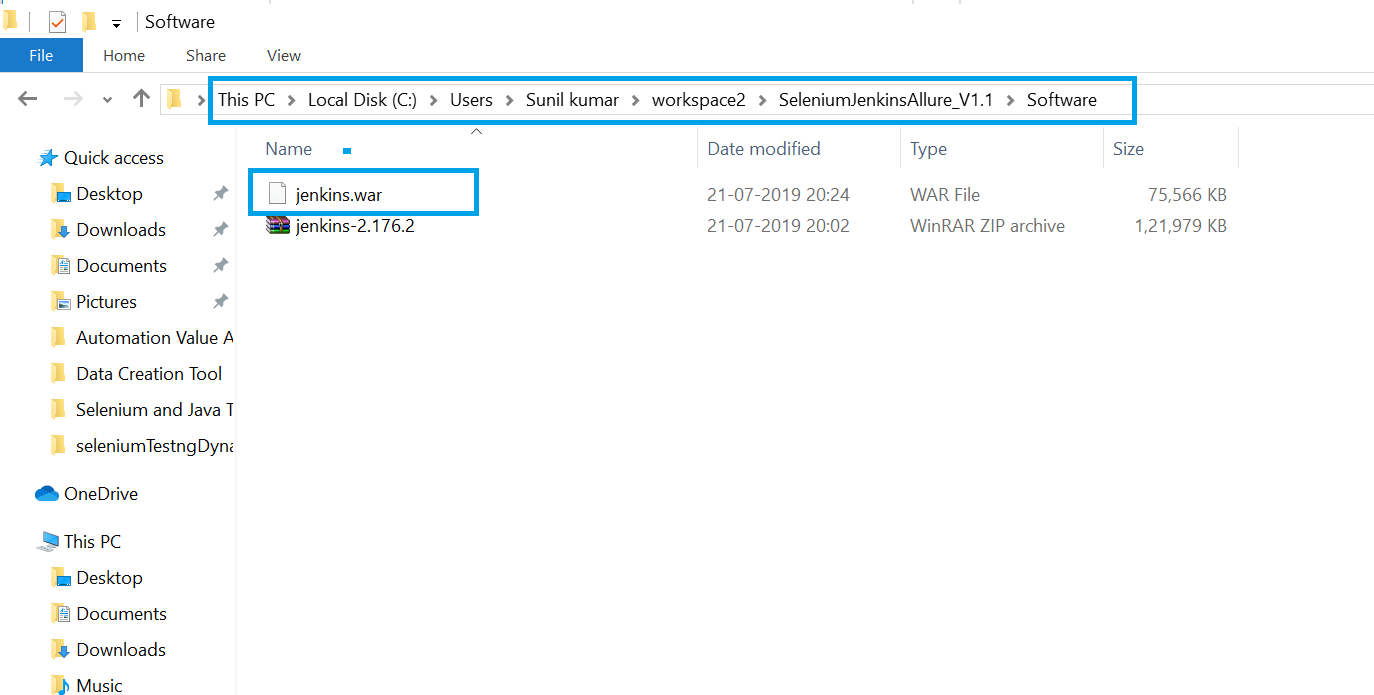 Software
File Home Share View
This PC Local Disk (C:) Users Sunil kumar workspace2 SeleniumJenkinsAllure_V1.1 Software
Name Date modified Type Size
jenkins.war 21-07-2019 20:24 WAR File 75,566 KB
jenkins-2.176.2 21-07-2019 20:02 WinRAR ZIP archive 1,21,979 KB
Quick access
Desktop
Downloads
Documents
Pictures
Automation Value A
Data Creation Tool
Selenium and Java T
seleniumTestngDyna
OneDrive
This PC
Desktop
Documents
Downloads
Music